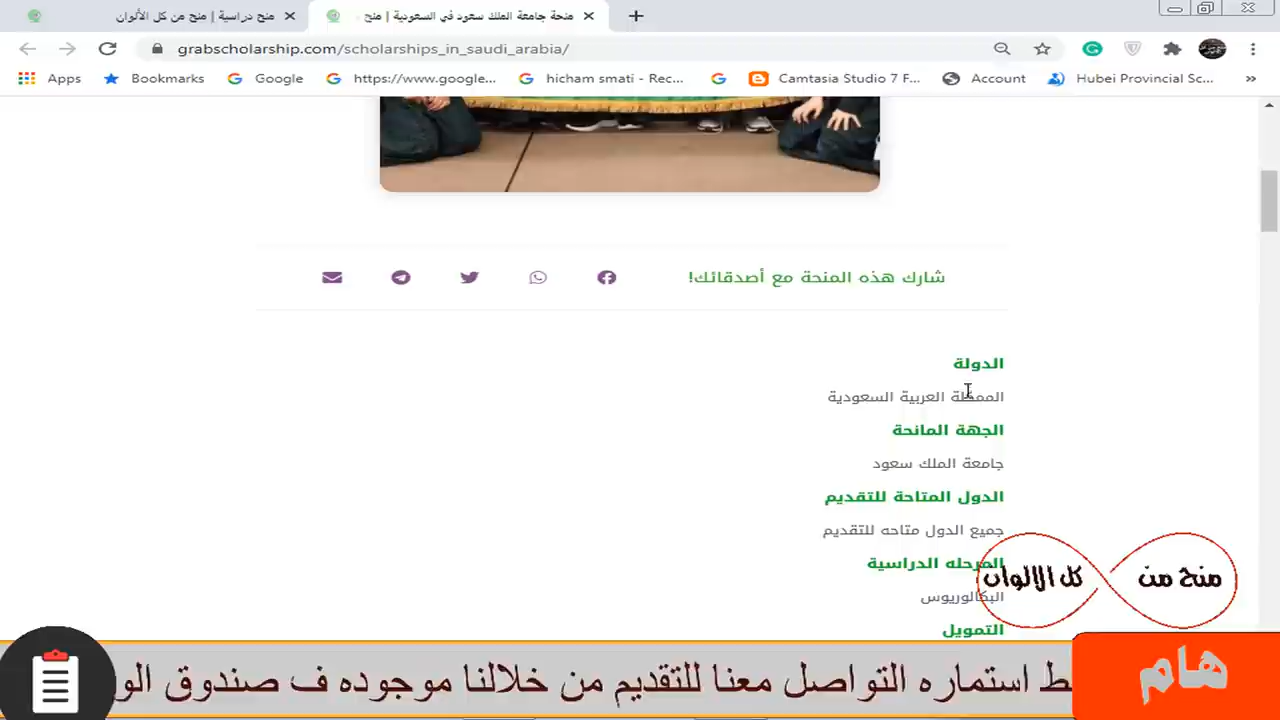 منح دراسية | منح من كل الألوان
منحة جامعة الملك سعود في السعودية | منح
grabscholarship.com/scholarships_in_saudi_arabia/
Apps Bookmarks Google https://www.google... hicham smati - Rec... Camtasia Studio 7 F... Account Hubei Provincial Sc... »
شارك هذه المنحة مع أصدقائك!
الدولة
المملكة العربية السعودية
الجهة المانحة
جامعة الملك سعود
الدول المتاحة للتقديم
جميع الدول متاحه للتقديم
المرحله الدراسية
البكالوريوس
التمويل
منح من كل الالوان
هام
ط استماره التواصل معنا للتقديم من خلالنا موجوده ف صندوق الو